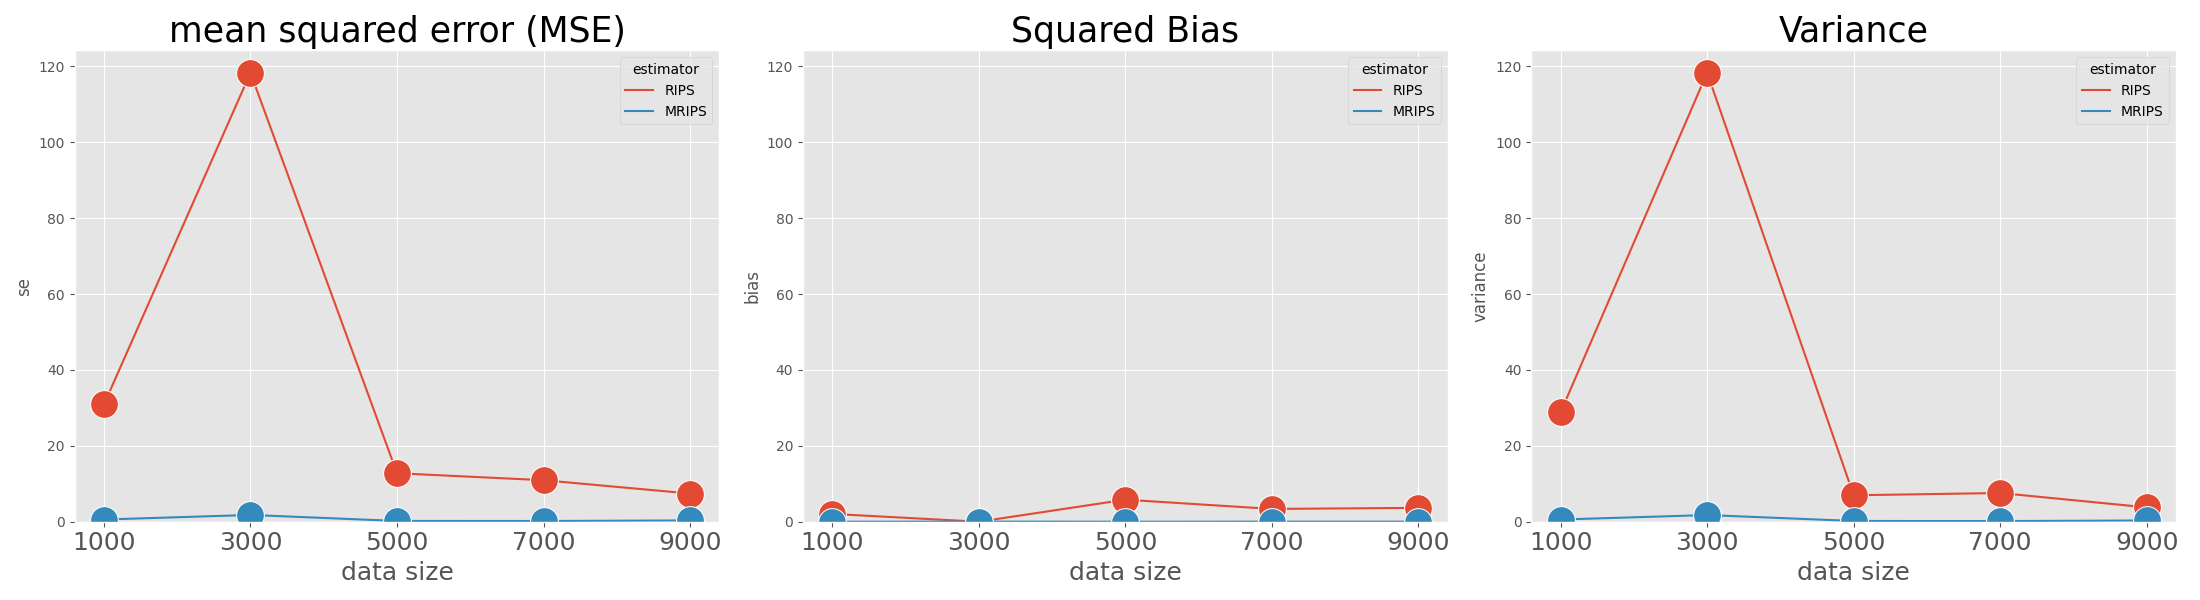 mean squared error (MSE)
120
100
80
60
40
20
0
se
1000 3000 5000 7000 9000
data size
estimator
RIPS
MRIPS
Squared Bias
120
100
80
60
40
20
0
bias
1000 3000 5000 7000 9000
data size
estimator
RIPS
MRIPS
Variance
120
100
80
60
40
20
0
variance
1000 3000 5000 7000 9000
data size
estimator
RIPS
MRIPS